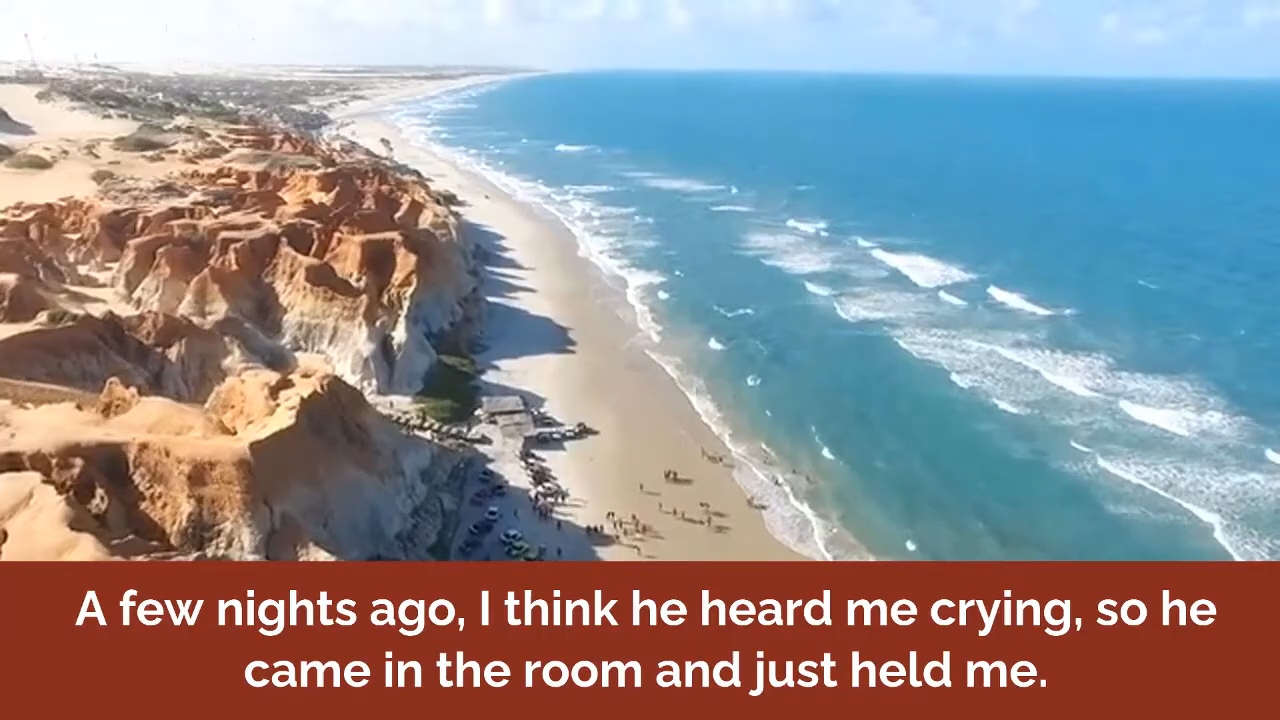 A few nights ago, I think he heard me crying, so he
came in the room and just held me.